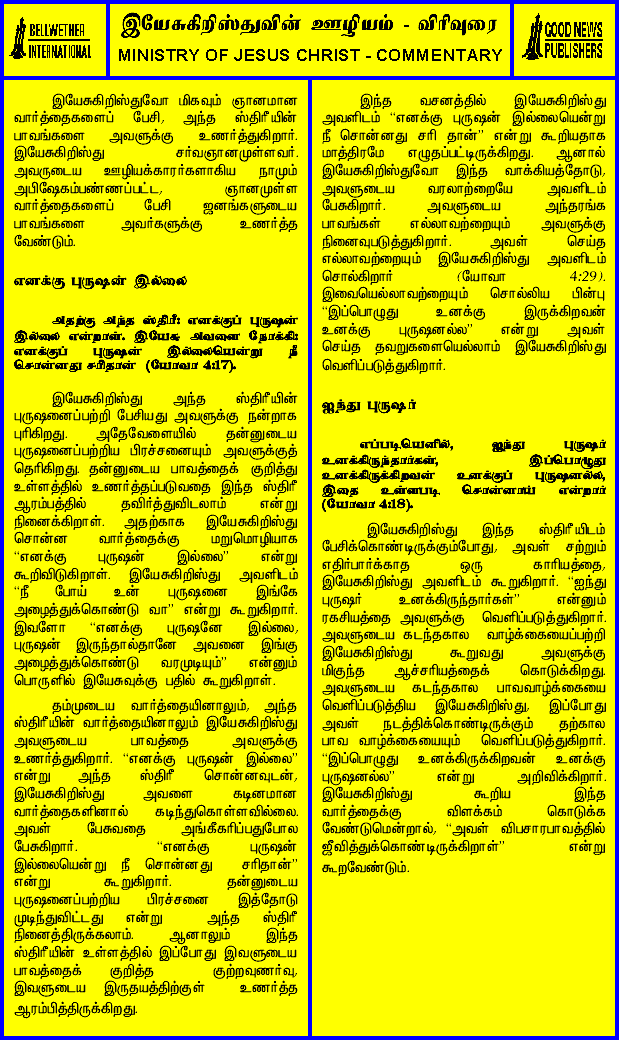 BELLWETHER
INTERNATIONAL
இயேசுகிறிஸ்துவின் ஊழியம் - விரிவுரை
MINISTRY OF JESUS CHRIST - COMMENTARY
GOOD NEWS
PUBLISHERS
இயேசுகிறிஸ்துவோ மிகவும் ஞானமான
வார்த்தைகளைப் பேசி, அந்த ஸ்திரீயின்
பாவங்களை அவளுக்கு உணர்த்துகிறார்.
இயேசுகிறிஸ்து சர்வஞானமுள்ளவர்.
அவருடைய ஊழியக்காரர்களாகிய நாமும்
அபிஷேகம்பண்ணப்பட்ட, ஞானமுள்ள
வார்த்தைகளைப் பேசி ஜனங்களுடைய
பாவங்களை அவர்களுக்கு உணர்த்த
வேண்டும்.
எனக்கு புருஷன் இல்லை
அதற்கு அந்த ஸ்திரீ: எனக்குப் புருஷன்
இல்லை என்றாள். இயேசு அவளை நோக்கி:
எனக்குப் புருஷன் இல்லையென்று நீ
சொன்னது சரிதான் (யோவா 4:17).
இயேசுகிறிஸ்து அந்த ஸ்திரீயின்
புருஷனைப்பற்றி பேசியது அவளுக்கு நன்றாக
புரிகிறது. அதேவேளையில் தன்னுடைய
புருஷனைப்பற்றிய பிரச்சனையும் அவளுக்குத்
தெரிகிறது. தன்னுடைய பாவத்தைக் குறித்து
உள்ளத்தில் உணர்த்தப்படுவதை இந்த ஸ்திரீ
ஆரம்பத்தில் தவிர்த்துவிடலாம் என்று
நினைக்கிறாள். அதற்காக இயேசுகிறிஸ்து
சொன்ன வார்த்தைக்கு மறுமொழியாக
“எனக்கு புருஷன் இல்லை” என்று
கூறிவிடுகிறாள். இயேசுகிறிஸ்து அவளிடம்
“நீ போய் உன் புருஷனை இங்கே
அழைத்துக்கொண்டு வா” என்று கூறுகிறார்.
இவளோ “எனக்கு புருஷனே இல்லை,
புருஷன் இருந்தால்தானே அவனை இங்கு
அழைத்துக்கொண்டு வரமுடியும்” என்னும்
பொருளில் இயேசுவுக்கு பதில் கூறுகிறாள்.
தம்முடைய வார்த்தையினாலும், அந்த
ஸ்திரீயின் வார்த்தையினாலும் இயேசுகிறிஸ்து
அவளுடைய பாவத்தை அவளுக்கு
உணர்த்துகிறார். “எனக்கு புருஷன் இல்லை”
என்று அந்த ஸ்திரீ சொன்னவுடன்,
இயேசுகிறிஸ்து அவளை கடினமான
வார்த்தைகளினால் கடிந்துகொள்ளவில்லை.
அவள் பேசுவதை அங்கீகரிப்பதுபோல
பேசுகிறார். “எனக்கு புருஷன்
இல்லையென்று நீ சொன்னது சரிதான்”
என்று கூறுகிறார். தன்னுடைய
புருஷனைப்பற்றிய பிரச்சனை இத்தோடு
முடிந்துவிட்டது என்று அந்த ஸ்திரீ
நினைத்திருக்கலாம். ஆனாலும் இந்த
ஸ்திரீயின் உள்ளத்தில் இப்போது இவளுடைய
பாவத்தைக் குறித்த குற்றவுணர்வு,
இவளுடைய இருதயத்திற்குள் உணர்த்த
ஆரம்பித்திருக்கிறது.
இந்த வசனத்தில் இயேசுகிறிஸ்து
அவளிடம் “எனக்கு புருஷன் இல்லையென்று
நீ சொன்னது சரி தான்” என்று கூறியதாக
மாத்திரமே எழுதப்பட்டிருக்கிறது. ஆனால்
இயேசுகிறிஸ்துவோ இந்த வாக்கியத்தோடு,
அவளுடைய வரலாற்றையே அவளிடம்
பேசுகிறார். அவளுடைய அந்தரங்க
பாவங்கள் எல்லாவற்றையும் அவளுக்கு
நினைவுபடுத்துகிறார். அவள் செய்த
எல்லாவற்றையும் இயேசுகிறிஸ்து அவளிடம்
சொல்கிறார் (யோவா 4:29).
இவையெல்லாவற்றையும் சொல்லிய பின்பு
“இப்பொழுது உனக்கு இருக்கிறவன்
உனக்கு புருஷனல்ல” என்று அவள்
செய்த தவறுகளையெல்லாம் இயேசுகிறிஸ்து
வெளிப்படுத்துகிறார்.
ஐந்து புருஷர்
எப்படியெனில், ஐந்து புருஷர்
உனக்கிருந்தார்கள், இப்பொழுது
உனக்கிருக்கிறவன் உனக்குப் புருஷனல்ல,
இதை உள்ளபடி சொன்னாய் என்றார்
(யோவா 4:18).
இயேசுகிறிஸ்து இந்த ஸ்திரீயிடம்
பேசிக்கொண்டிருக்கும்போது, அவள் சற்றும்
எதிர்பார்க்காத ஒரு காரியத்தை,
இயேசுகிறிஸ்து அவளிடம் கூறுகிறார். “ஐந்து
புருஷர் உனக்கிருந்தார்கள்” என்னும்
ரகசியத்தை அவளுக்கு வெளிப்படுத்துகிறார்.
அவளுடைய கடந்தகால வாழ்க்கையைப்பற்றி
இயேசுகிறிஸ்து கூறுவது அவளுக்கு
மிகுந்த ஆச்சரியத்தைக் கொடுக்கிறது.
அவளுடைய கடந்தகால பாவவாழ்க்கையை
வெளிப்படுத்திய இயேசுகிறிஸ்து, இப்போது
அவள் நடத்திக்கொண்டிருக்கும் தற்கால
பாவ வாழ்க்கையையும் வெளிப்படுத்துகிறார்.
“இப்பொழுது உனக்கிருக்கிறவன் உனக்கு
புருஷனல்ல” என்று அறிவிக்கிறார்.
இயேசுகிறிஸ்து கூறிய இந்த
வார்த்தைக்கு விளக்கம் கொடுக்க
வேண்டுமென்றால், “அவள் விபசாரபாவத்தில்
ஜீவித்துக்கொண்டிருக்கிறாள்” என்று
கூறவேண்டும்.